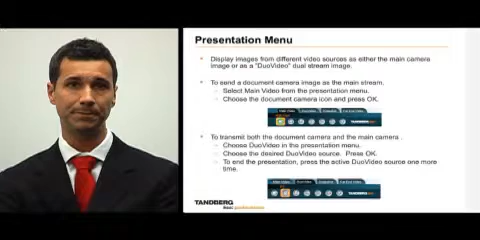 Presentation Menu
- Display images from different video sources as either the main camera
image or as a "DuoVideo" dual stream image.
- To send a document camera image as the main stream.
- Select Main Video from the presentation menu.
- Choose the document camera icon and press OK.
TANDBERG
- To transmit both the document camera and the main camera .
- Choose DuoVideo in the presentation menu.
- Choose the desired DuoVideo source. Press OK.
- To end the presentation, press the active DuoVideo source one more
time.
TANDBERG
TANDBERG